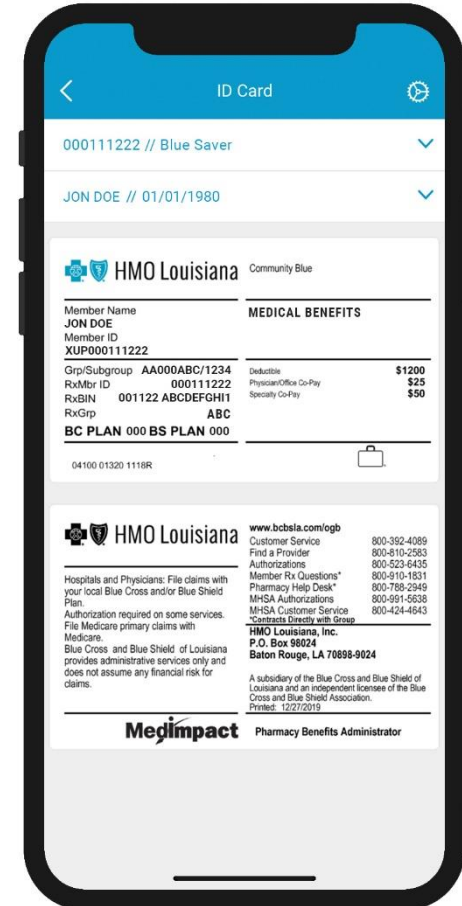 ID Card
000111222 // Blue Saver
JON DOE // 01/01/1980
HMO Louisiana
Community Blue
Member Name
JON DOE
Member ID
XUP000111222
MEDICAL BENEFITS
Grp/Subgroup AA000ABC/1234
RxMbr ID 000111222
RxBIN 001122 ABCDEFGHI1
RxGrp ABC
BC PLAN 000 BS PLAN 000
Deductible $1200
Physician/Office Co-Pay $25
Specialty Co-Pay $50
04100 01320 1118R
HMO Louisiana
Hospitals and Physicians: File claims with
your local Blue Cross and/or Blue Shield
Plan.
Authorization required on some services.
File Medicare primary claims with
Medicare.
Blue Cross and Blue Shield of Louisiana
provides administrative services only and
does not assume any financial risk for
claims.
www.bcbsla.com/ogb
Customer Service 800-392-4089
Find a Provider 800-810-2583
Authorizations 800-523-6435
Member Rx Questions* 800-910-1831
Pharmacy Help Desk* 800-788-2949
MHSA Authorizations 800-991-5638
MHSA Customer Service 800-424-4643
*Contracts Directly with Group
HMO Louisiana, Inc.
P.O. Box 98024
Baton Rouge, LA 70898-9024
A subsidiary of the Blue Cross and Blue Shield of
Louisiana and an independent licensee of the Blue
Cross and Blue Shield Association.
Printed: 12/27/2019
Medimpact
Pharmacy Benefits Administrator